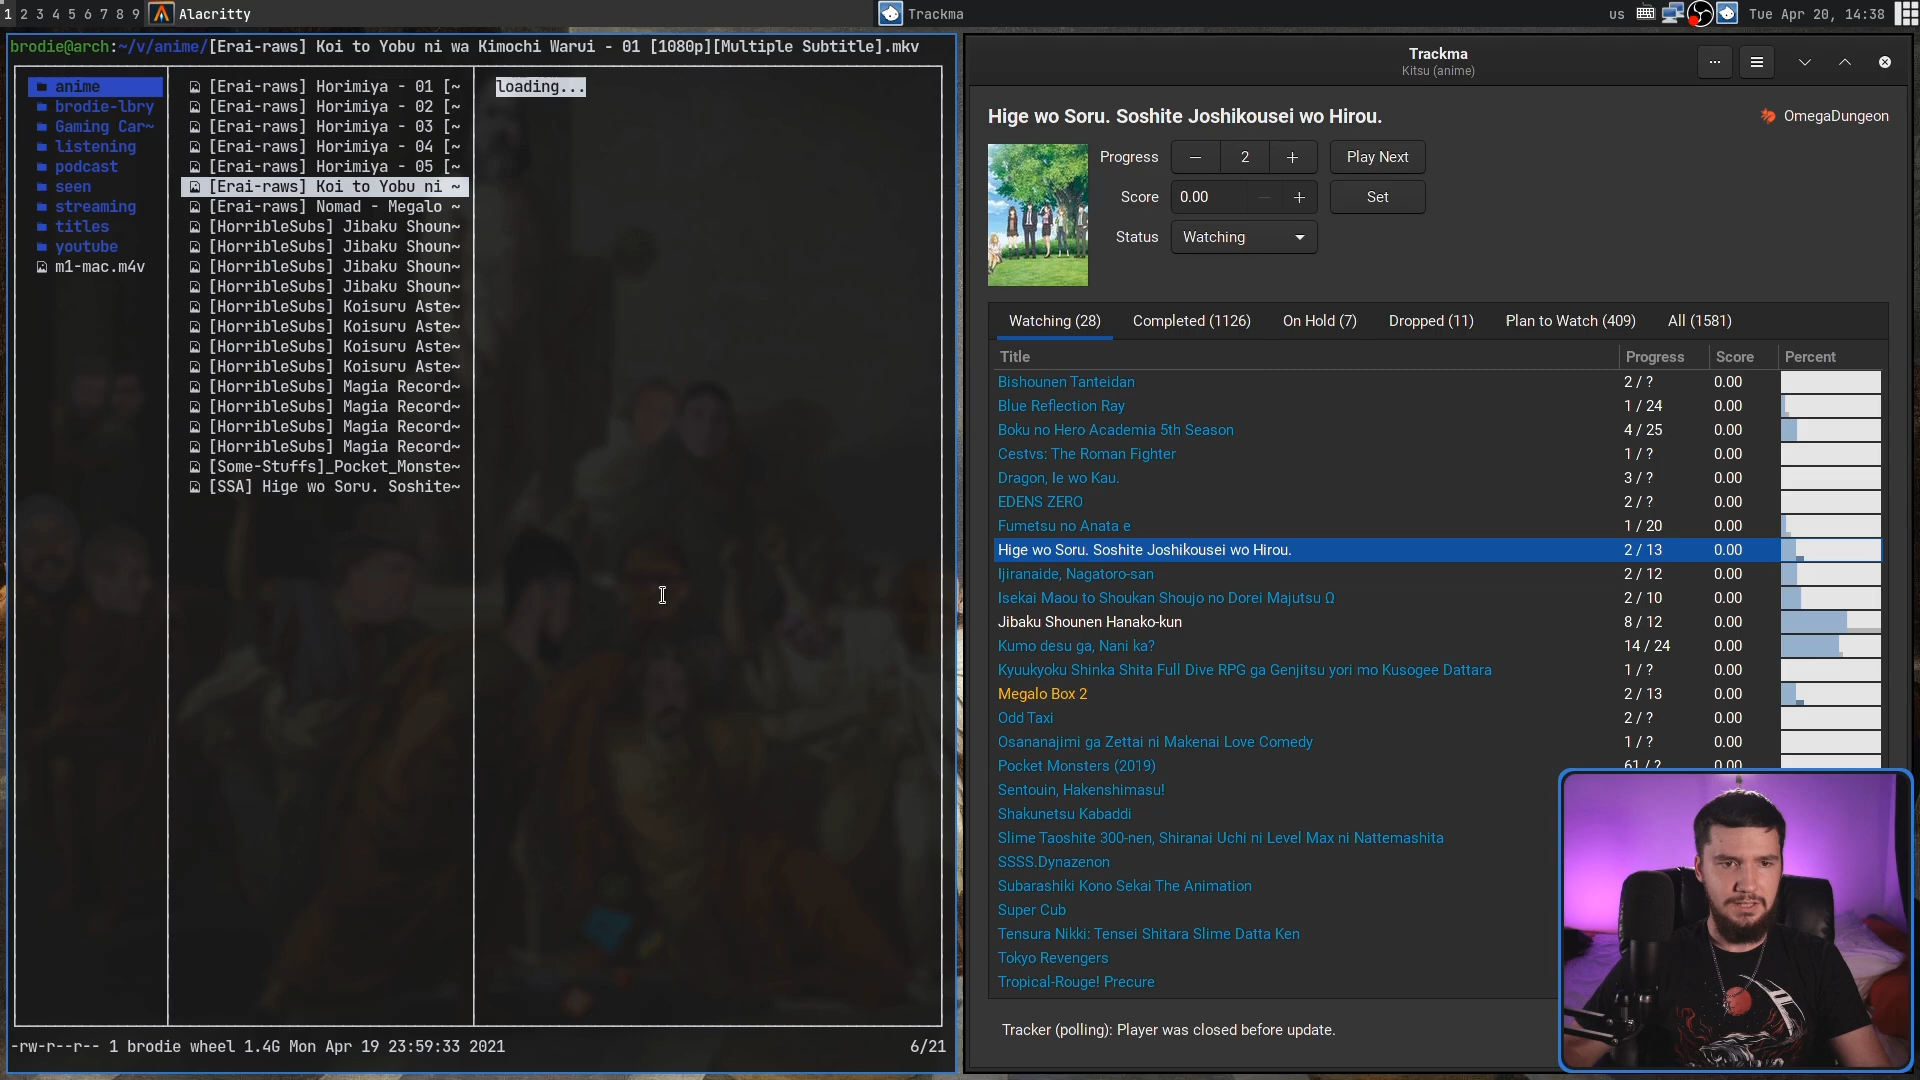 1 2 3 4 5 6 7 8 9 Alacritty
Trackma
us Tue Apr 20, 14:38
brodie@arch:~/v/anime/[Erai-raws] Koi to Yobu ni wa Kimochi Warui - 01 [1080p][Multiple Subtitle].mkv
anime
brodie-lbry
Gaming Car~
listening
podcast
seen
streaming
titles
youtube
m1-mac.m4v
[Erai-raws] Horimiya - 01 [~
[Erai-raws] Horimiya - 02 [~
[Erai-raws] Horimiya - 03 [~
[Erai-raws] Horimiya - 04 [~
[Erai-raws] Horimiya - 05 [~
[Erai-raws] Koi to Yobu ni ~
[Erai-raws] Nomad - Megalo ~
[HorribleSubs] Jibaku Shoun~
[HorribleSubs] Jibaku Shoun~
[HorribleSubs] Jibaku Shoun~
[HorribleSubs] Jibaku Shoun~
[HorribleSubs] Koisuru Aste~
[HorribleSubs] Koisuru Aste~
[HorribleSubs] Koisuru Aste~
[HorribleSubs] Koisuru Aste~
[HorribleSubs] Magia Record~
[HorribleSubs] Magia Record~
[HorribleSubs] Magia Record~
[HorribleSubs] Magia Record~
[Some-Stuffs]_Pocket_Monste~
[SSA] Hige wo Soru. Soshite~
loading...
-rw-r--r-- 1 brodie wheel 1.4G Mon Apr 19 23:59:33 2021 6/21
Trackma
Kitsu (anime)
Hige wo Soru. Soshite Joshikousei wo Hirou.
OmegaDungeon
Progress — 2 + Play Next
Score 0.00 — + Set
Status Watching
Watching (28) Completed (1126) On Hold (7) Dropped (11) Plan to Watch (409) All (1581)
Title Progress Score Percent
Bishounen Tanteidan 2 / ? 0.00
Blue Reflection Ray 1 / 24 0.00
Boku no Hero Academia 5th Season 4 / 25 0.00
Cestvs: The Roman Fighter 1 / ? 0.00
Dragon, Ie wo Kau. 3 / ? 0.00
EDENS ZERO 2 / ? 0.00
Fumetsu no Anata e 1 / 20 0.00
Hige wo Soru. Soshite Joshikousei wo Hirou. 2 / 13 0.00
Ijiranaide, Nagatoro-san 2 / 12 0.00
Isekai Maou to Shoukan Shoujo no Dorei Majutsu Ω 2 / 10 0.00
Jibaku Shounen Hanako-kun 8 / 12 0.00
Kumo desu ga, Nani ka? 14 / 24 0.00
Kyuukyoku Shinka Shita Full Dive RPG ga Genjitsu yori mo Kusogee Dattara 1 / ? 0.00
Megalo Box 2 2 / 13 0.00
Odd Taxi 2 / ? 0.00
Osananajimi ga Zettai ni Makenai Love Comedy 1 / ? 0.00
Pocket Monsters (2019) 61 / ? 0.00
Sentouin, Hakenshimasu!
Shakunetsu Kabaddi
Slime Taoshite 300-nen, Shiranai Uchi ni Level Max ni Nattemashita
SSSS.Dynazenon
Subarashiki Kono Sekai The Animation
Super Cub
Tensura Nikki: Tensei Shitara Slime Datta Ken
Tokyo Revengers
Tropical-Rouge! Precure
Tracker (polling): Player was closed before update.